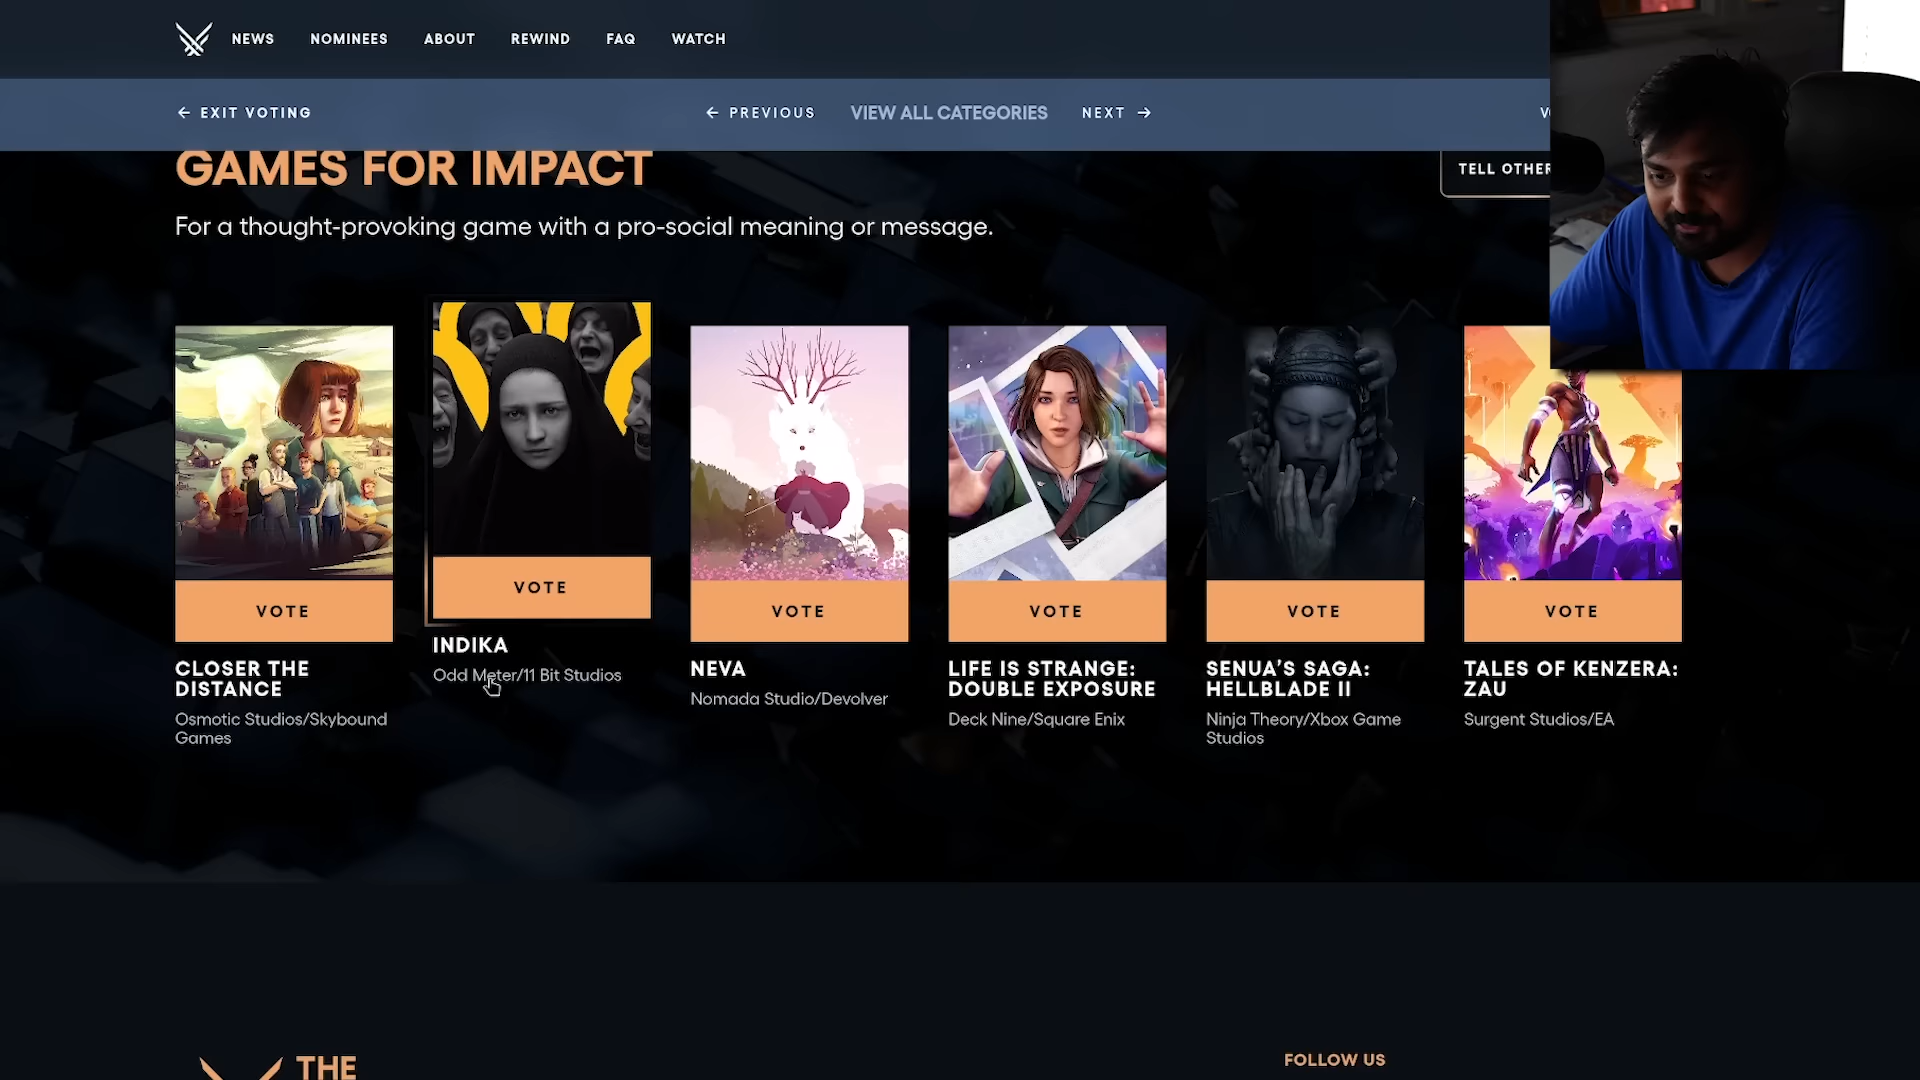 NEWS
NOMINEES
ABOUT
REWIND
FAQ
WATCH
← EXIT VOTING
← PREVIOUS
VIEW ALL CATEGORIES
NEXT →
GAMES FOR IMPACT
TELL OTHER
For a thought-provoking game with a pro-social meaning or message.
VOTE
CLOSER THE
DISTANCE
Osmotic Studios/Skybound
Games
VOTE
INDIKA
Odd Meter/11 Bit Studios
VOTE
NEVA
Nomada Studio/Devolver
VOTE
LIFE IS STRANGE:
DOUBLE EXPOSURE
Deck Nine/Square Enix
VOTE
SENUA’S SAGA:
HELLBLADE II
Ninja Theory/Xbox Game
Studios
VOTE
TALES OF KENZERA:
ZAU
Surgent Studios/EA
THE
FOLLOW US